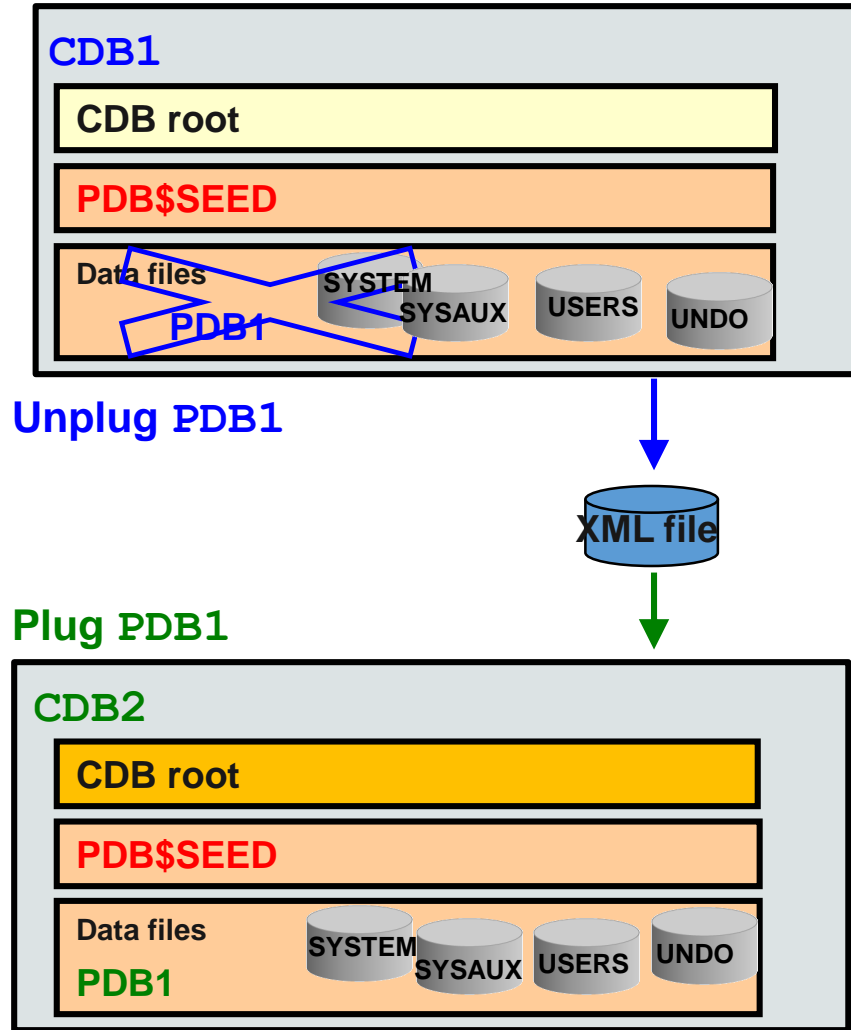 CDB1
CDB root
PDB$SEED
Data files
SYSTEM
SYSAUX
USERS
UNDO
PDB1
Unplug PDB1
XML file
Plug PDB1
CDB2
CDB root
PDB$SEED
Data files
SYSTEM
SYSAUX
USERS
UNDO
PDB1